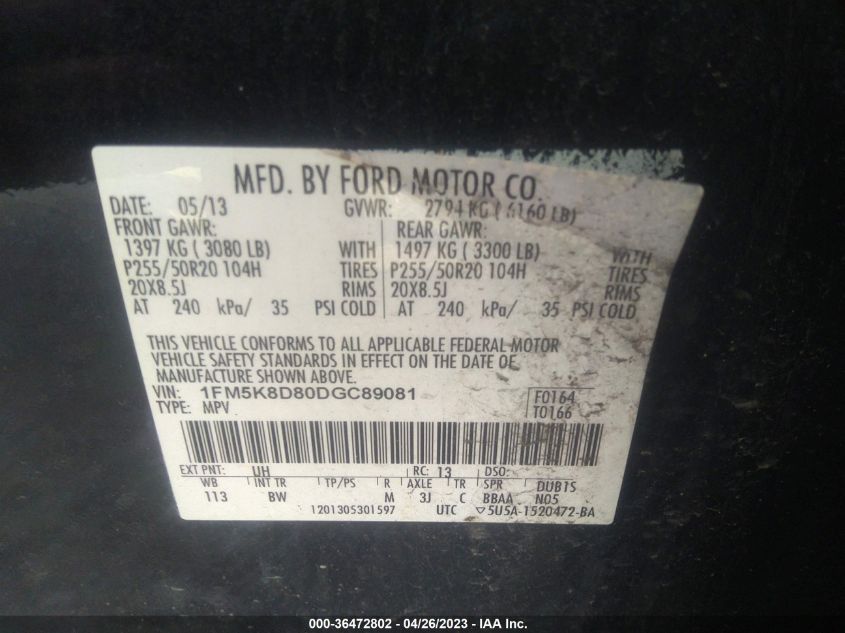 MFD. BY FORD MOTOR CO.
DATE: 05/13 GVWR: 2794 KG ( 6160 LB)
FRONT GAWR: REAR GAWR:
1397 KG ( 3080 LB) WITH 1497 KG ( 3300 LB) WITH
P255/50R20 104H TIRES P255/50R20 104H TIRES
20X8.5J RIMS 20X8.5J RIMS
AT 240 kPa/ 35 PSI COLD AT 240 kPa/ 35 PSI COLD
THIS VEHICLE CONFORMS TO ALL APPLICABLE FEDERAL MOTOR
VEHICLE SAFETY STANDARDS IN EFFECT ON THE DATE OF
MANUFACTURE SHOWN ABOVE.
VIN: 1FM5K8D80DGC89081 F0164
TYPE: MPV T0166
EXT PNT: UH RC: 13 DSO:
WB INT TR TP/PS R AXLE TR SPR DUBTS
113 BW M 3J C BBAA N05
1201305301597 UTC ▽5U5A-1520472-BA
000-36472802 - 04/26/2023 - IAA Inc.